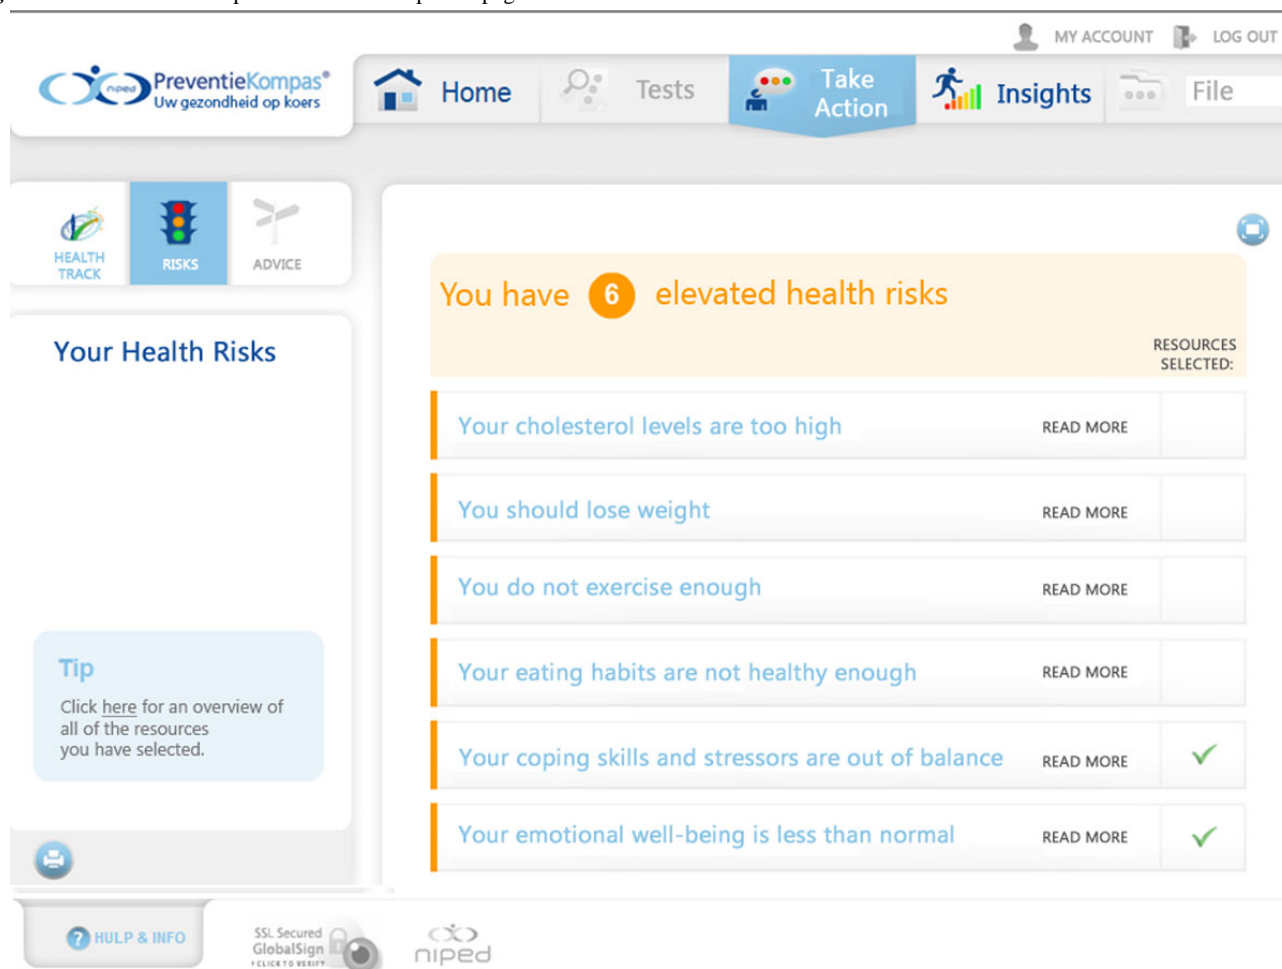 MY ACCOUNT
LOG OUT
niped
PreventieKompas®
Uw gezondheid op koers
Home
Tests
Take
Action
Insights
File
HEALTH
TRACK
RISKS
ADVICE
Your Health Risks
You have 6 elevated health risks
RESOURCES
SELECTED:
Your cholesterol levels are too high READ MORE
You should lose weight READ MORE
You do not exercise enough READ MORE
Your eating habits are not healthy enough READ MORE
Your coping skills and stressors are out of balance READ MORE
Your emotional well-being is less than normal READ MORE
Tip
Click here for an overview of
all of the resources
you have selected.
? HULP & INFO
SSL Secured
GlobalSign
CLICK TO VERIFY
niped